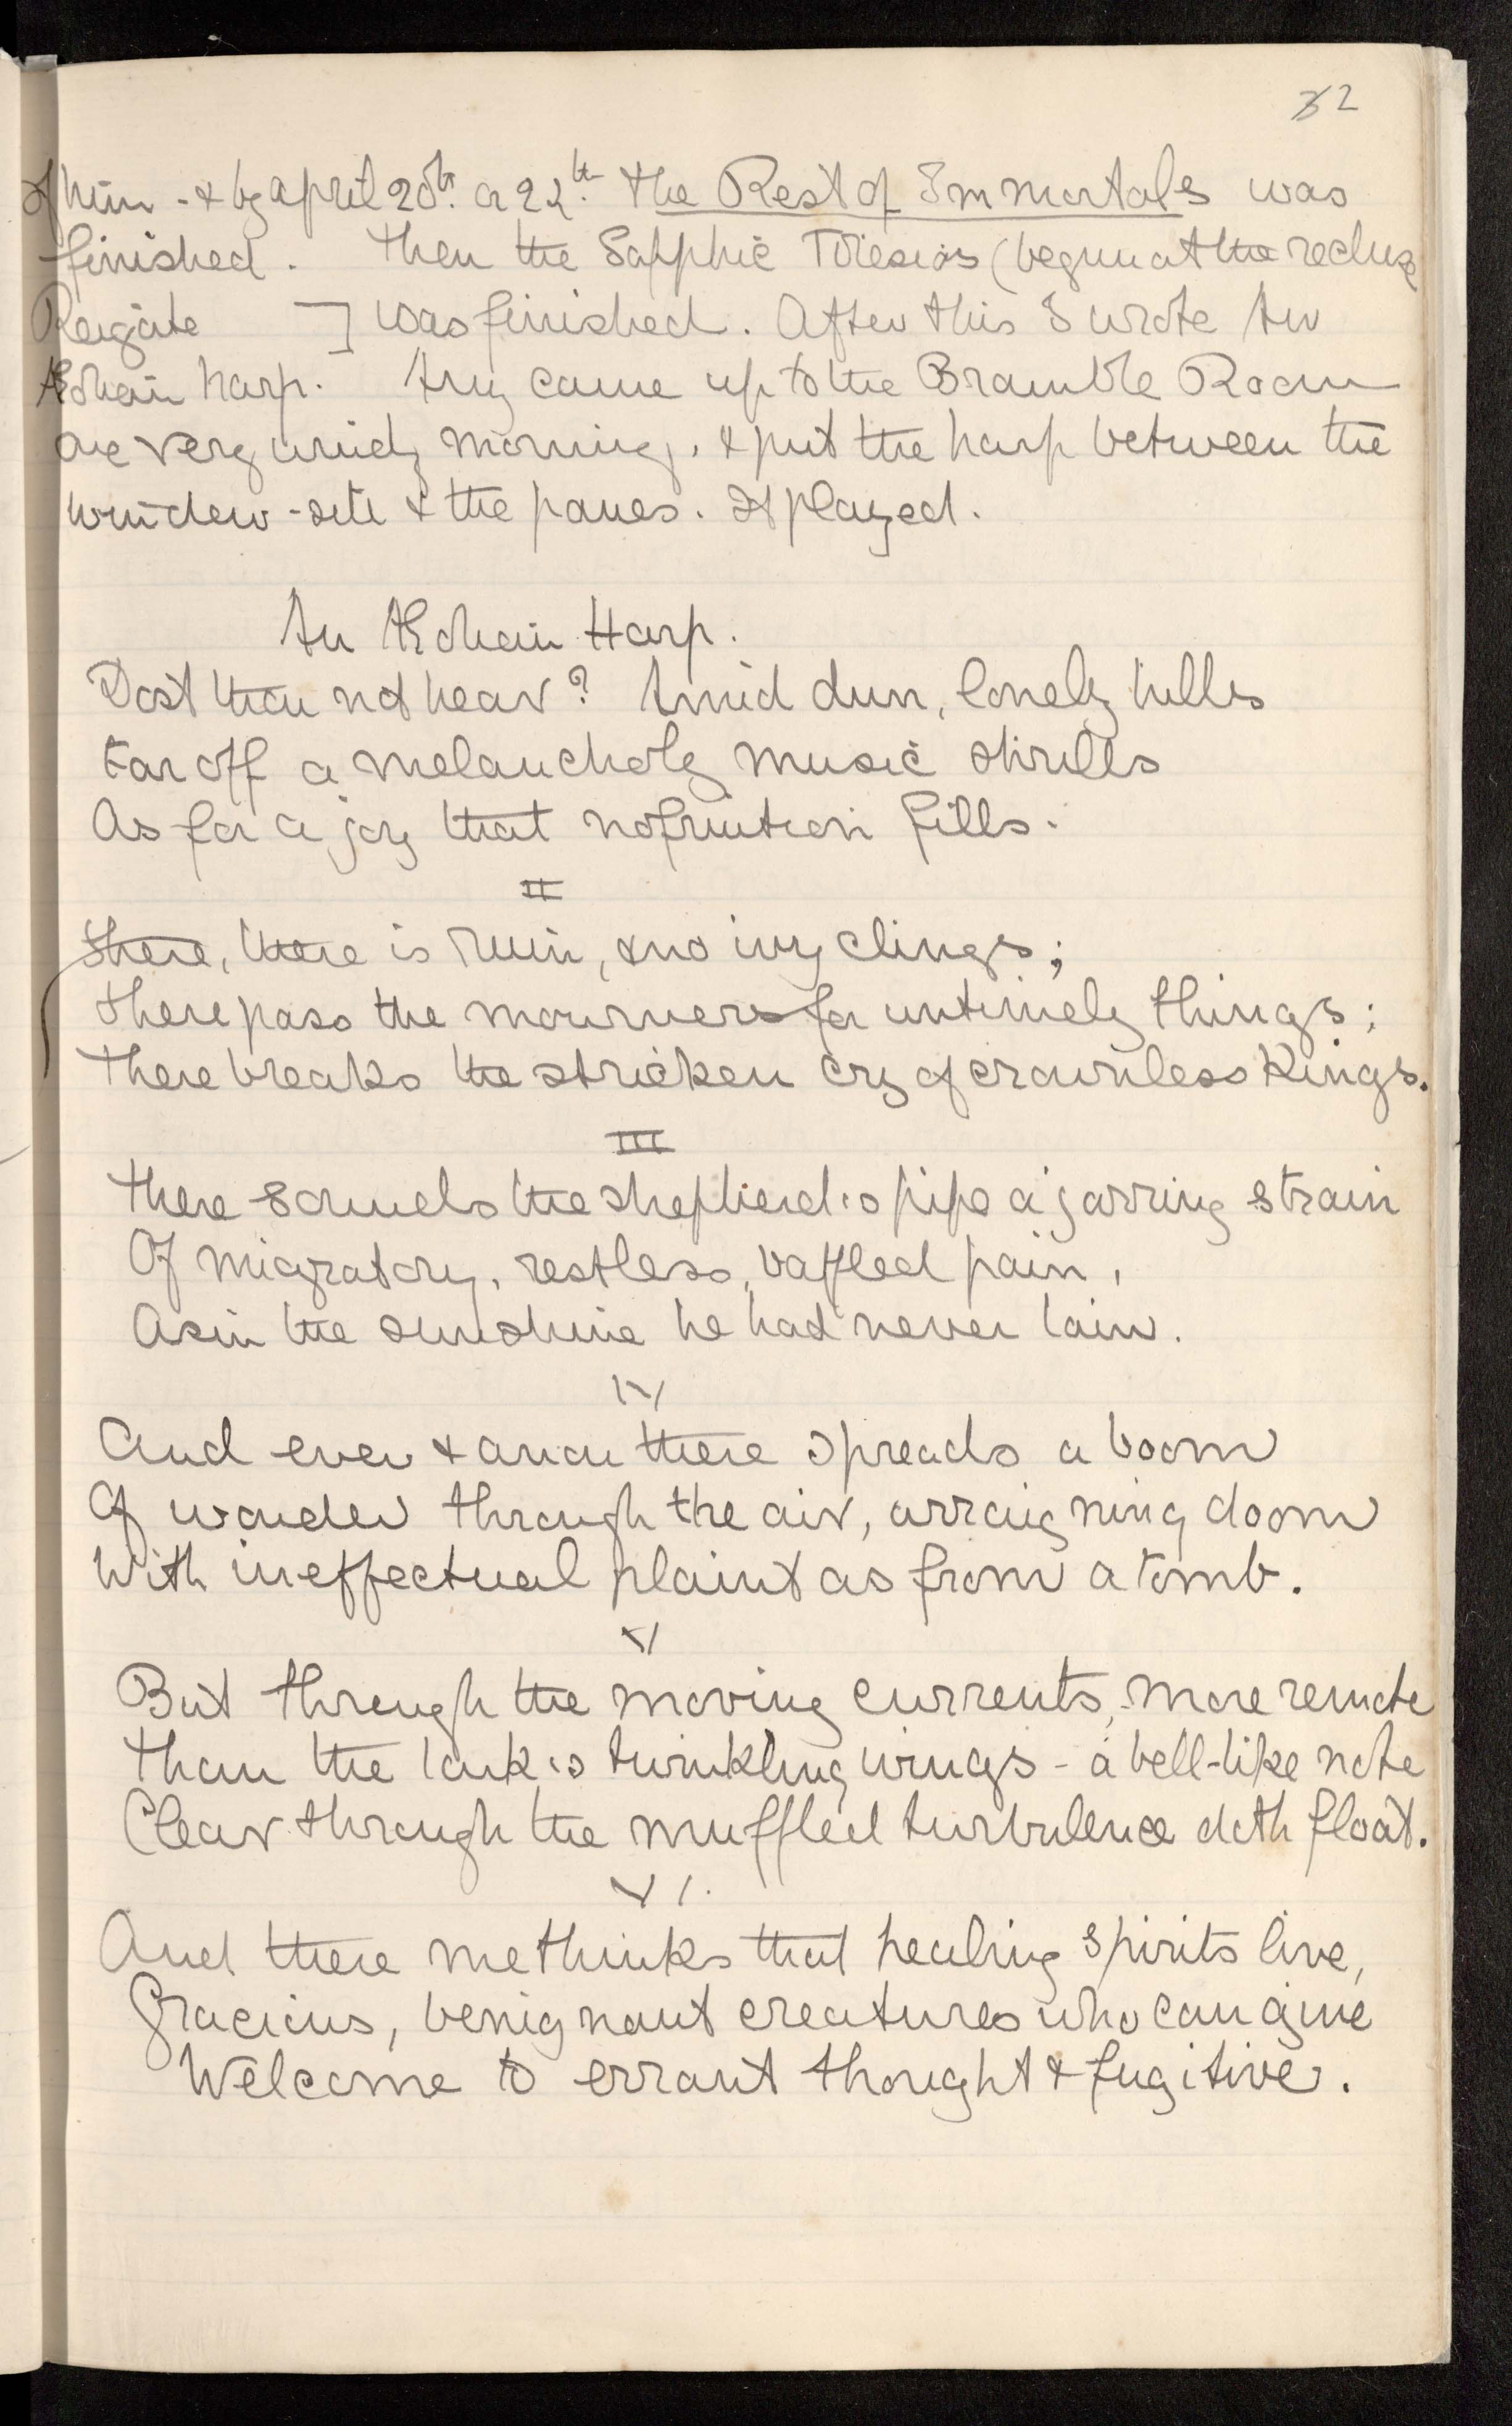 32
of him - & by april 20th. or 22th. The Rest of Immortals was
finished. Then the Sapphic Tiresias (begun at the recluse
Reigate ] was finished. After this I wrote An
Æolian harp. Amy came up to the Bramble Room
one very windy morning, & put the harp between the
window-sill & the panes. It played.
An Æolian Harp.
Dost thou not hear? Amid dun, lonely hills
Far off a melancholy music shrills
As for a joy that no fruition fills.
II
There, there is ruin, & no ivy clings;
There pass the mourners for untimely things;
There breaks the stricken cry of crownless Kings.
III
There sounds the shepherd's pipe a jarring strain
Of migratory, restless, baffled pain,
As in the sunshine he had never lain.
IV
And ever & anon there spreads a boom
Of wonder through the air, arraigning doom
With ineffectual plaint as from a tomb.
V
But through the moving currents, more remote
Than the lark's twinkling wings - a bell-like note
Clear through the muffled turbulence doth float.
VI.
And there methinks that healing spirits live,
Gracious, benignant creatures who can give
Welcome to errant thought & fugitive.